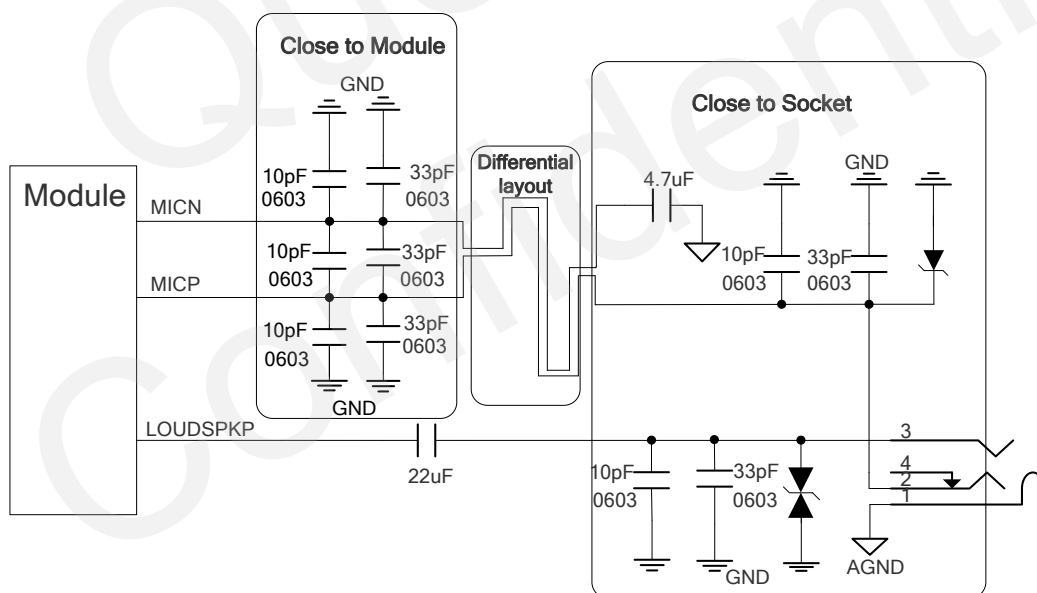 Quectel
Confidential
Close to Module
GND
10pF
0603
33pF
0603
Module
MICN
10pF
0603
33pF
0603
MICP
10pF
0603
33pF
0603
GND
LOUDSPKP
22uF
Differential
layout
Close to Socket
4.7uF
GND
10pF
0603
33pF
0603
10pF
0603
33pF
0603
GND
3
4
2
1
AGND